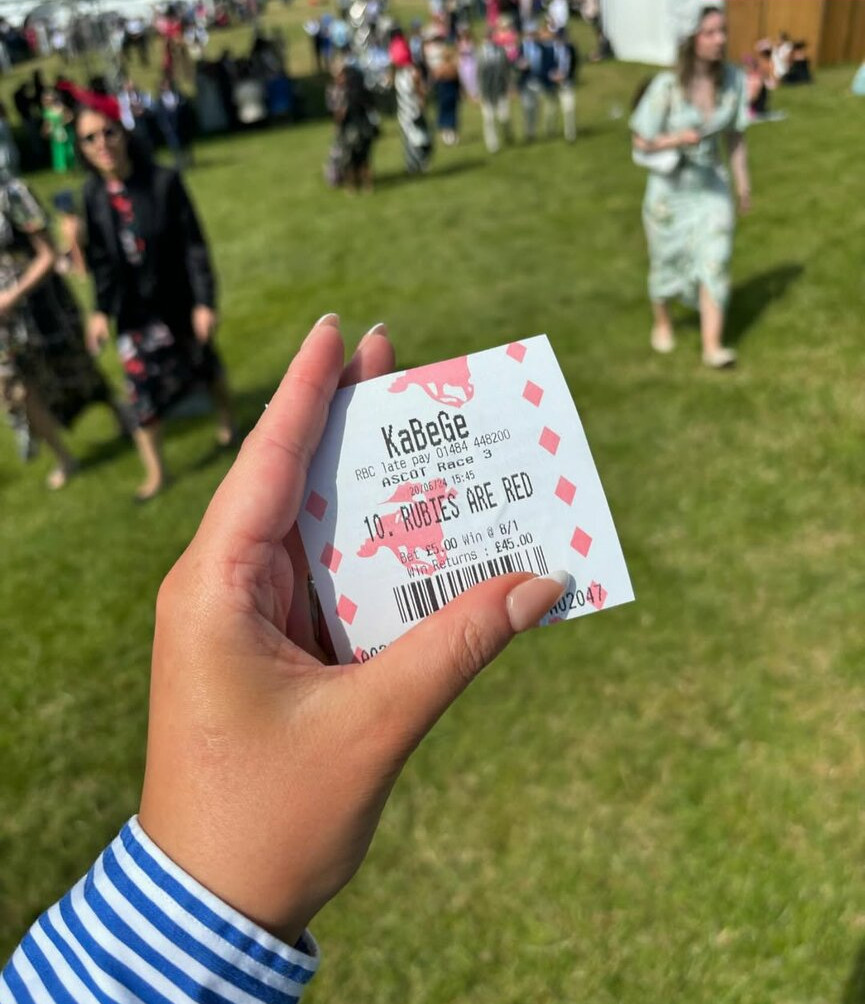 KaBeGe
RBC late pay 01484 448200
ASCOT Race 3
20/06/24 15:45
10. RUBIES ARE RED
Bet £5.00 Win @ 8/1
Win Returns : £45.00